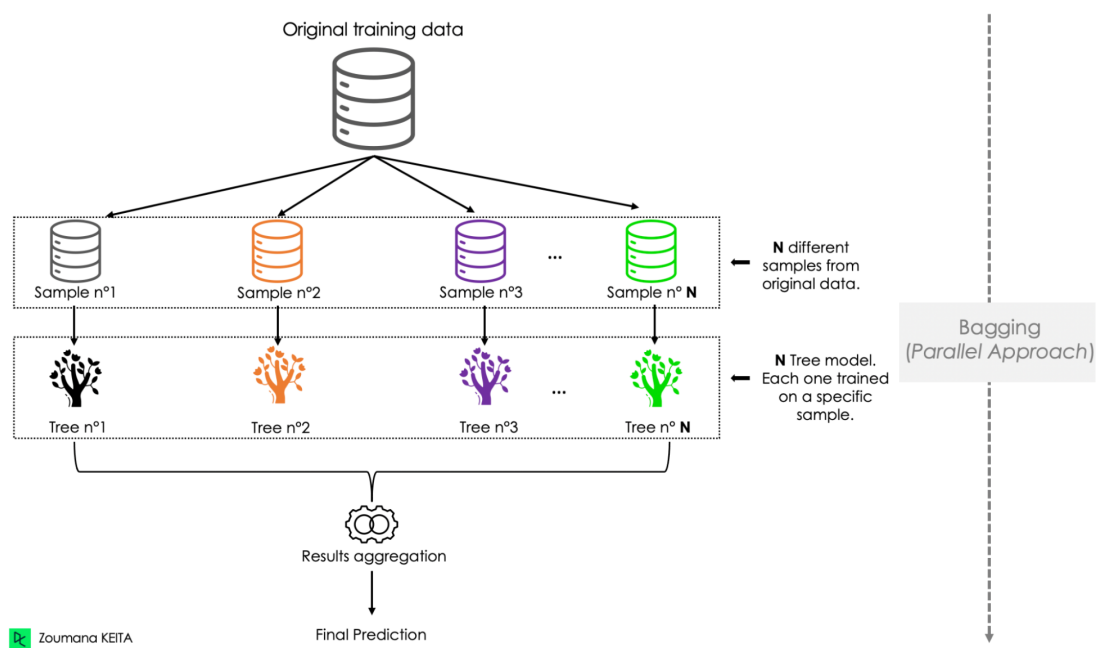 Original training data
Sample n°1
Sample n°2
Sample n°3
...
Sample n° N
N different
samples from
original data.
Tree n°1
Tree n°2
Tree n°3
...
Tree n° N
N Tree model.
Each one trained
on a specific
sample.
Bagging
(Parallel Approach)
Results aggregation
Final Prediction
DC Zoumana KEITA